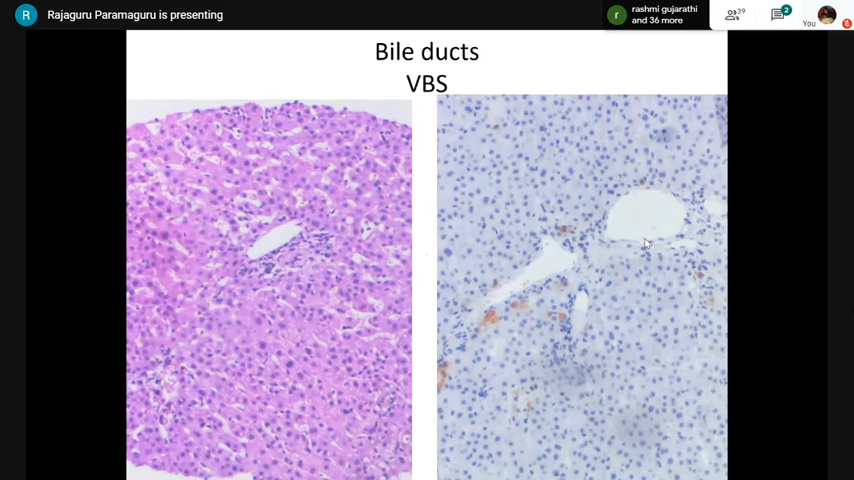 R Rajaguru Paramaguru is presenting
r rashmi gujarathi
and 36 more
39
2
You
Bile ducts
VBS